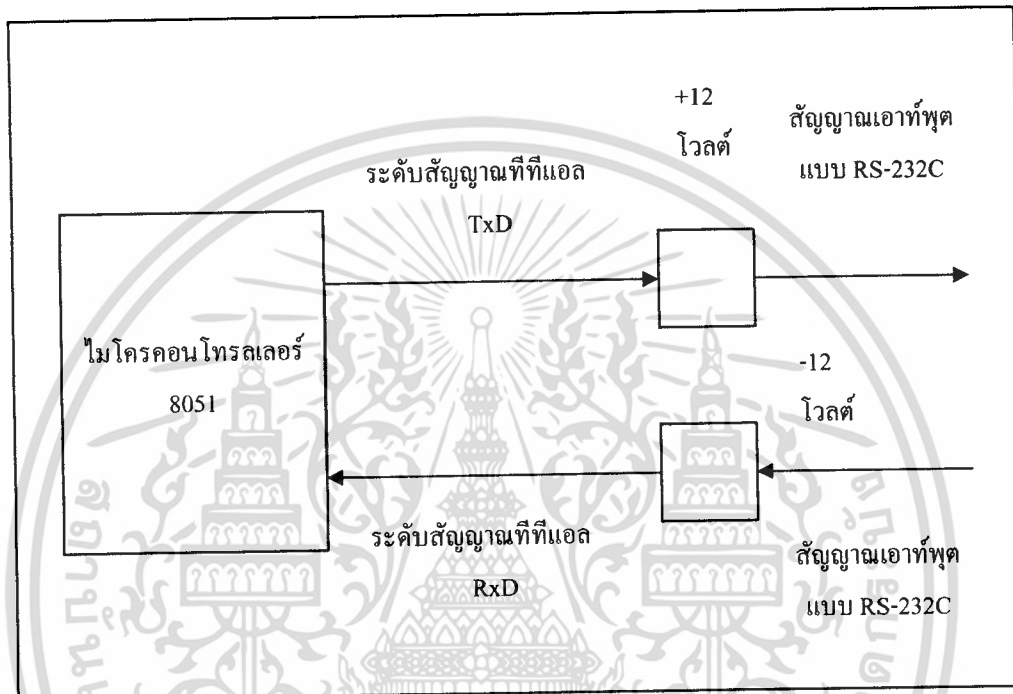 +12
โวลต์
สัญญาณเอาท์พุต
แบบ RS-232C
ระดับสัญญาณทีทีแอล
TxD
ไมโครคอนโทรลเลอร์
8051
-12
โวลต์
ระดับสัญญาณทีทีแอล
RxD
สัญญาณเอาท์พุต
แบบ RS-232C